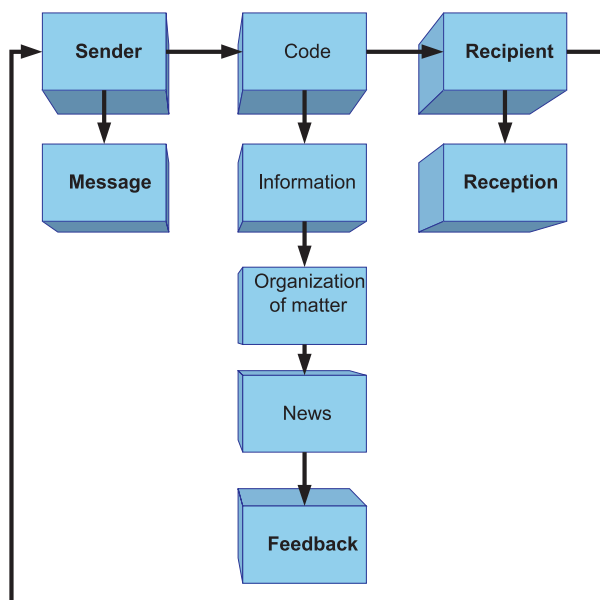 Sender
Code
Recipient
Message
Information
Reception
Organization
of matter
News
Feedback